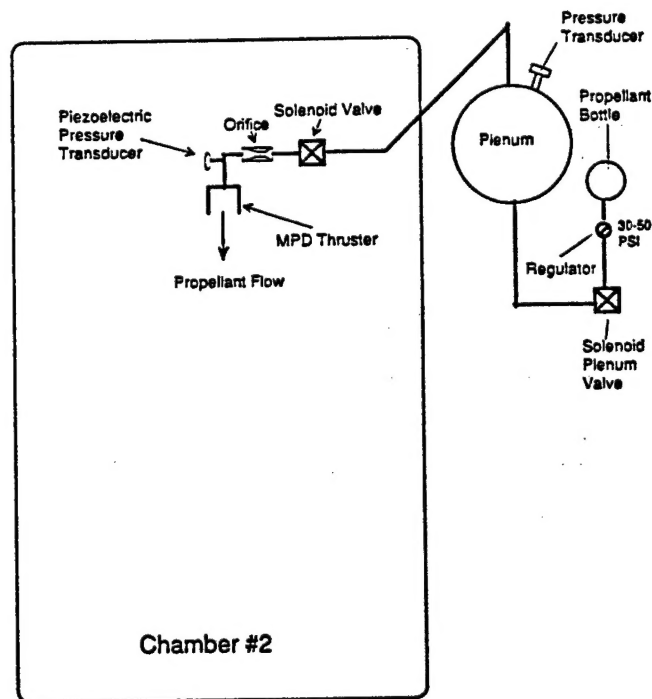 Pressure
Transducer
Propellant
Bottle
Solenoid Valve
Orifice
Piezoelectric
Pressure
Transducer
Plenum
30-50
PSI
MPD Thruster
Regulator
Propellant Flow
Solenoid
Plenum
Valve
Chamber #2